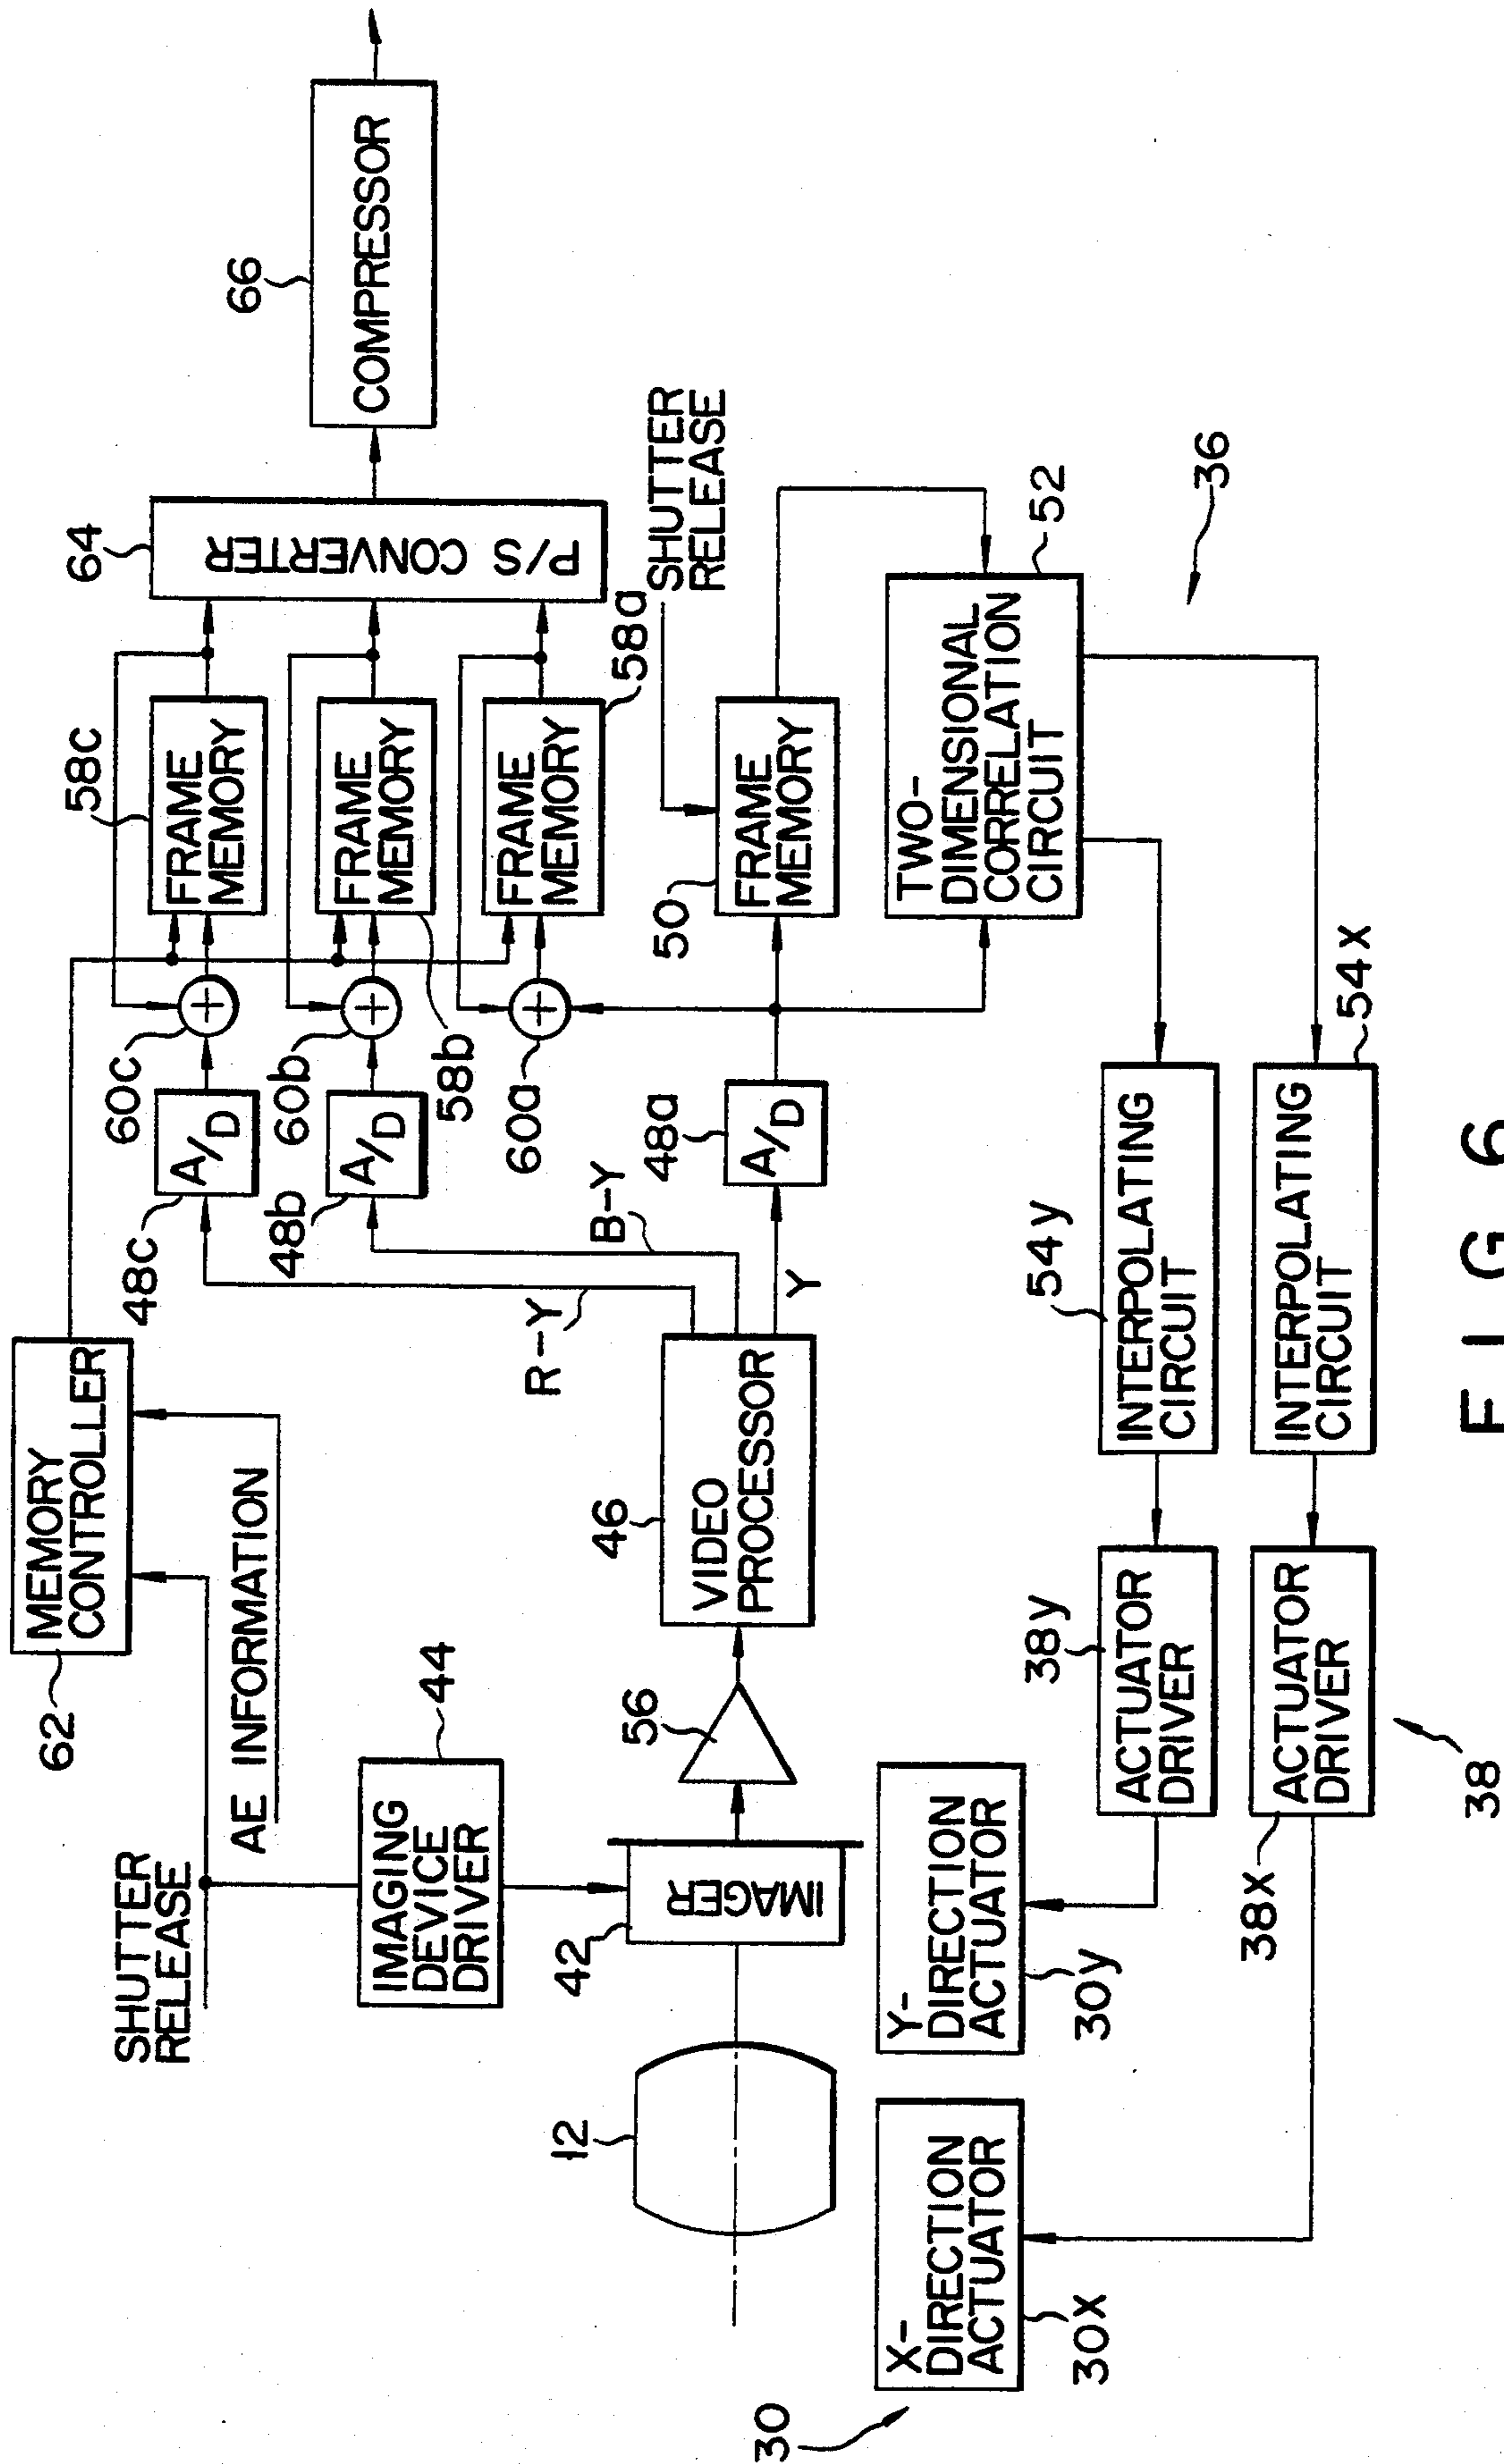 62
MEMORY
CONTROLLER
SHUTTER
RELEASE
AE INFORMATION
44
IMAGING
DEVICE
DRIVER
12
42
IMAGER
56
46
VIDEO
PROCESSOR
R-Y
B-Y
Y
48c
A/D
48b
A/D
48a
A/D
60c
+
60b
+
60a
+
58c
FRAME
MEMORY
58b
FRAME
MEMORY
58a
FRAME
MEMORY
64
P/S CONVERTER
66
COMPRESSOR
SHUTTER
RELEASE
50
FRAME
MEMORY
52
TWO-
DIMENSIONAL
CORRELATION
CIRCUIT
36
54y
INTERPOLATING
CIRCUIT
54x
INTERPOLATING
CIRCUIT
38y
ACTUATOR
DRIVER
38x
ACTUATOR
DRIVER
38
30
X-
DIRECTION
ACTUATOR
30x
Y-
DIRECTION
ACTUATOR
30y
FIG 6